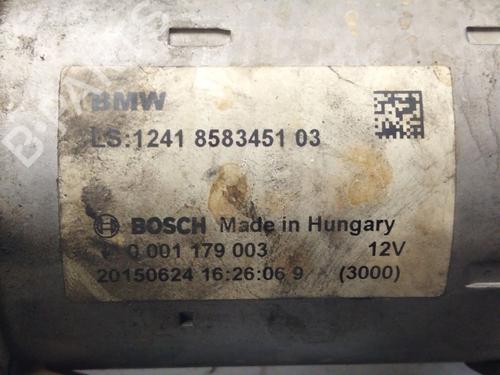 BMW
LS:1241 8583451 03
BOSCH Made in Hungary
0 001 179 003 12V
20150624 16:26:06 9 (3000)